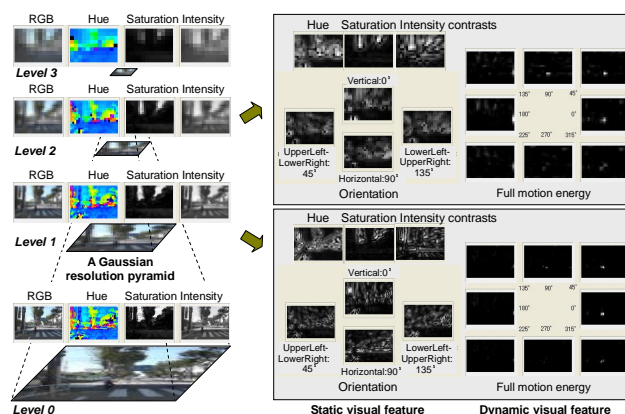 RGB Hue Saturation Intensity
Level 3
RGB Hue Saturation Intensity
Level 2
RGB Hue Saturation Intensity
Level 1
A Gaussian
resolution pyramid
RGB Hue Saturation Intensity
Level 0
Hue Saturation Intensity contrasts
Vertical:0°
UpperLeft-
LowerRight:
45°
Horizontal:90°
LowerLeft-
UpperRight:
135°
Orientation
135° 90° 45°
180° 0°
225° 270° 315°
Full motion energy
Hue Saturation Intensity contrasts
Vertical:0°
UpperLeft-
LowerRight:
45°
Horizontal:90°
LowerLeft-
UpperRight:
135°
Orientation
135° 90° 45°
180° 0°
225° 270° 315°
Full motion energy
Static visual feature
Dynamic visual feature